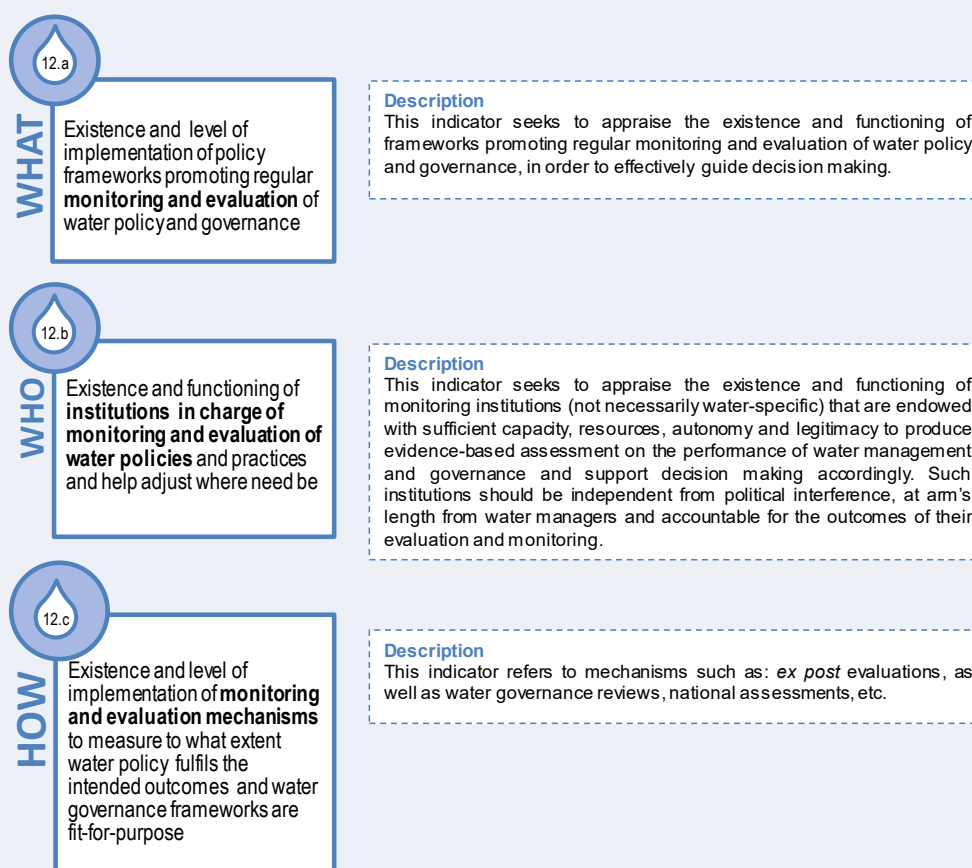 12.a
WHAT
Existence and level of
implementation of policy
frameworks promoting regular
monitoring and evaluation of
water policy and governance
Description
This indicator seeks to appraise the existence and functioning of
frameworks promoting regular monitoring and evaluation of water policy
and governance, in order to effectively guide decision making.
12.b
WHO
Existence and functioning of
institutions in charge of
monitoring and evaluation of
water policies and practices
and help adjust where need be
Description
This indicator seeks to appraise the existence and functioning of
monitoring institutions (not necessarily water-specific) that are endowed
with sufficient capacity, resources, autonomy and legitimacy to produce
evidence-based assessment on the performance of water management
and governance and support decision making accordingly. Such
institutions should be independent from political interference, at arm's
length from water managers and accountable for the outcomes of their
evaluation and monitoring.
12.c
HOW
Existence and level of
implementation of monitoring
and evaluation mechanisms
to measure to what extent
water policy fulfils the
intended outcomes and water
governance frameworks are
fit-for-purpose
Description
This indicator refers to mechanisms such as: ex post evaluations, as
well as water governance reviews, national assessments, etc.